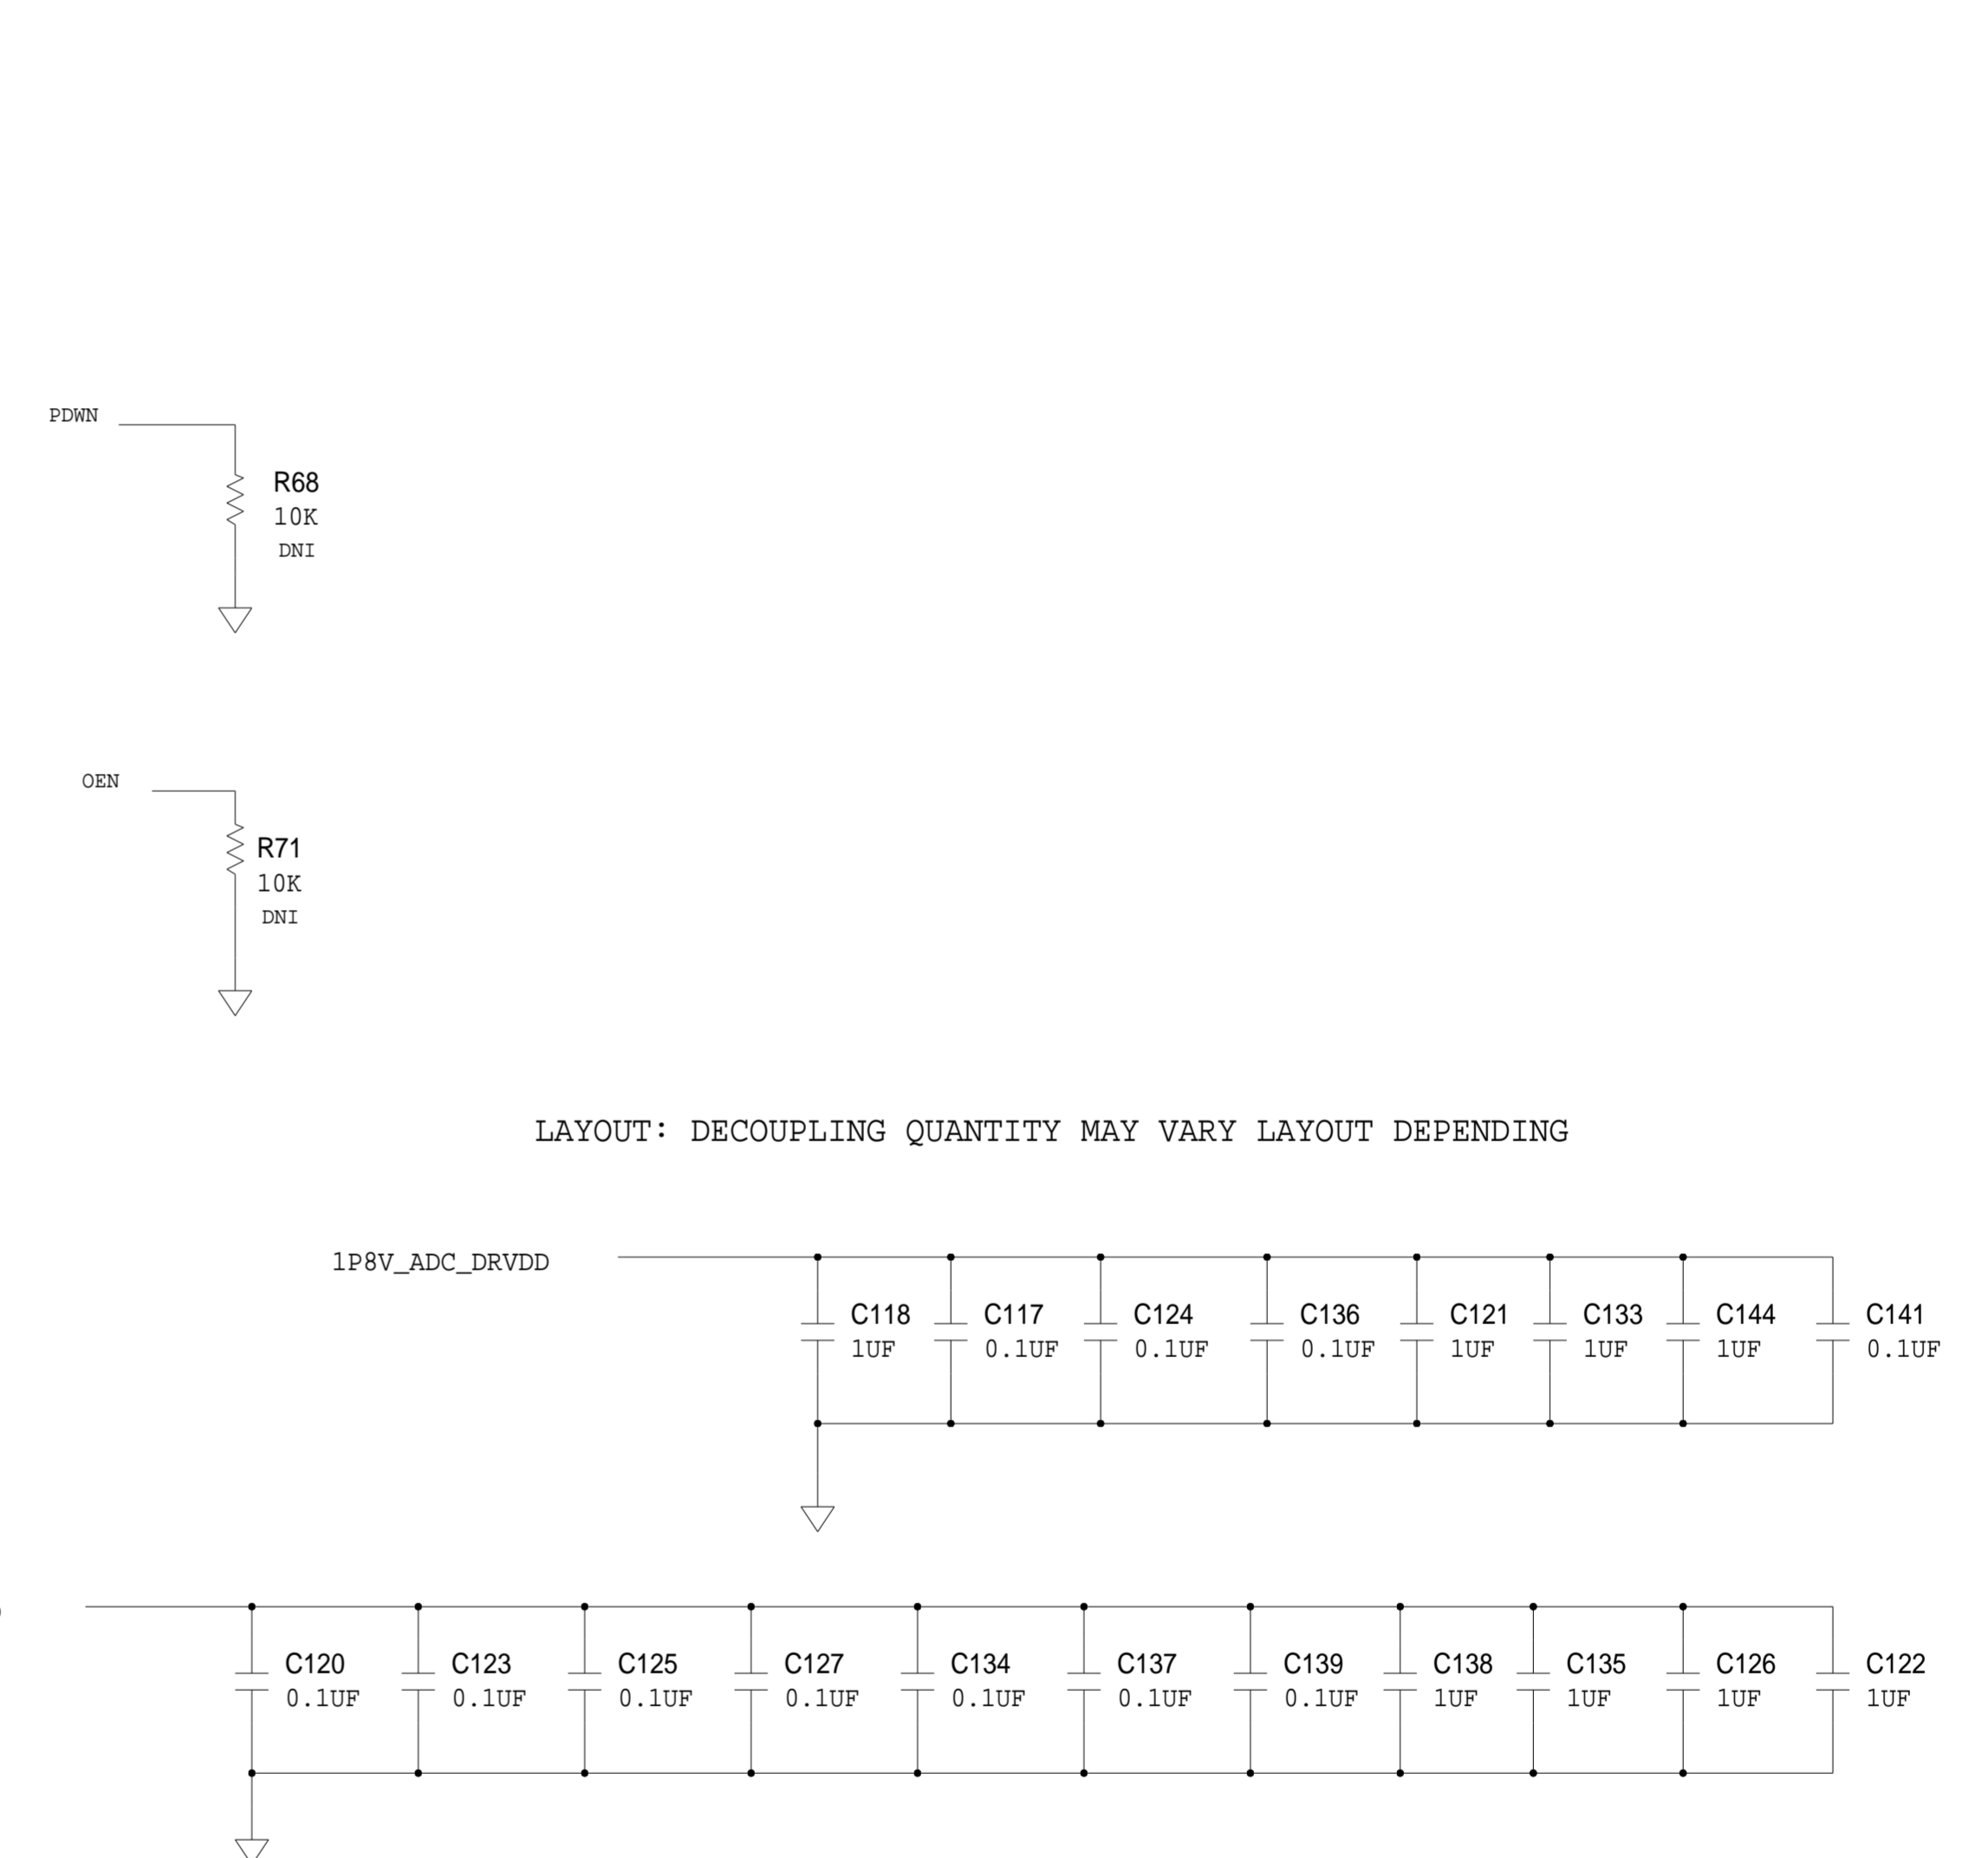 PDWN
R68
10K
DNI
OEN
R71
10K
DNI
LAYOUT: DECOUPLING QUANTITY MAY VARY LAYOUT DEPENDING
1P8V_ADC_DRVDD
C118 C117 C124 C136 C121 C133 C144 C141
1UF 0.1UF 0.1UF 0.1UF 1UF 1UF 1UF 0.1UF
C120 C123 C125 C127 C134 C137 C139 C138 C135 C126 C122
0.1UF 0.1UF 0.1UF 0.1UF 0.1UF 0.1UF 0.1UF 1UF 1UF 1UF 1UF